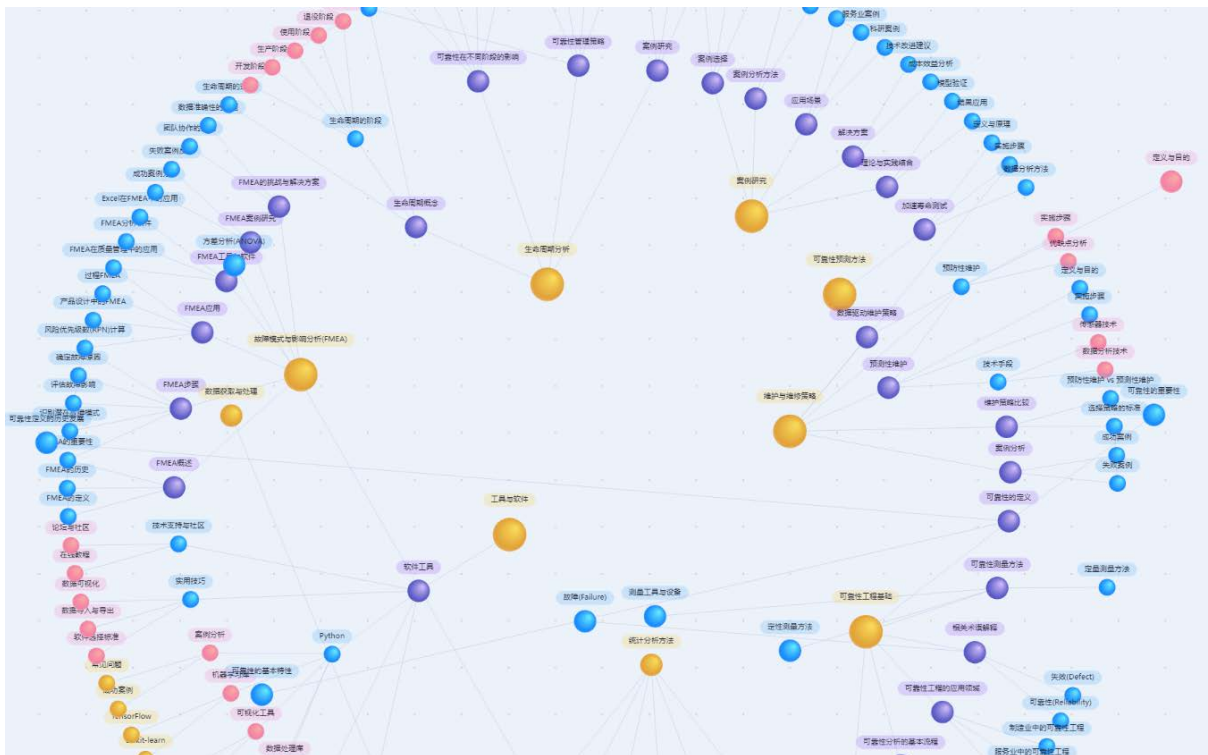 退役阶段
使用阶段
生产阶段
开发阶段
生命周期的
数据准确性的
团队协作的
失败案例
成功案例
Excel在FMEA中的应用
FMEA分析 件
FMEA在质量管理中的应用
过程FMEA
产品设计中的FMEA
风险优先级数(RPN)计算
确定故障原因
评估故障影响
识别潜在故障模式
可靠性定义的历史发展
的重要性
FMEA的历史
FMEA的定义
论坛与社区
在线教程
数据可视化
数据导入与导出
软件选择标准
常见问题
成功案例
TensorFlow
可靠性在不同阶段的影响
可靠性管理策略
生命周期的阶段
FMEA的挑战与解决方案
生命周期概念
FMEA案例研究
方差分析(ANOVA)
FMEA工具与软件
生命周期分析
FMEA应用
故障模式与影响分析(FMEA)
FMEA步骤
数据获取与处理
FMEA概述
工具与软件
技术支持与社区
实用技巧
软件工具
案例分析
Python
可靠性的基本特性
机器学习库
可视化工具
数据处理库
案例研究
案例选择
案例分析方法
应用场景
解决方案
理论与实践结合
案例研究
加速寿命测试
服务业案例
科研案例
技术改进建议
成本效益分析
模型验证
结果应用
定义与原理
实施步骤
数据分析方法
定义与目的
实施步骤
优缺点分析
可靠性预测方法
预防性维护
定义与目的
实施步骤
数据驱动维护策略
传感器技术
数据分析技术
预测性维护
技术手段
预防性维护 vs 预测性维护
可靠性的重要性
维护与维修策略
维护策略比较
选择策略的标准
成功案例
案例分析
失败案例
可靠性的定义
可靠性测量方法
定量测量方法
故障(Failure)
测量工具与设备
可靠性工程基础
统计分析方法
定性测量方法
相关术语解释
失效(Defect)
可靠性工程的应用领域
可靠性(Reliability)
制造业中的可靠性工程
可靠性分析的基本流程
服务业中的可靠性工程